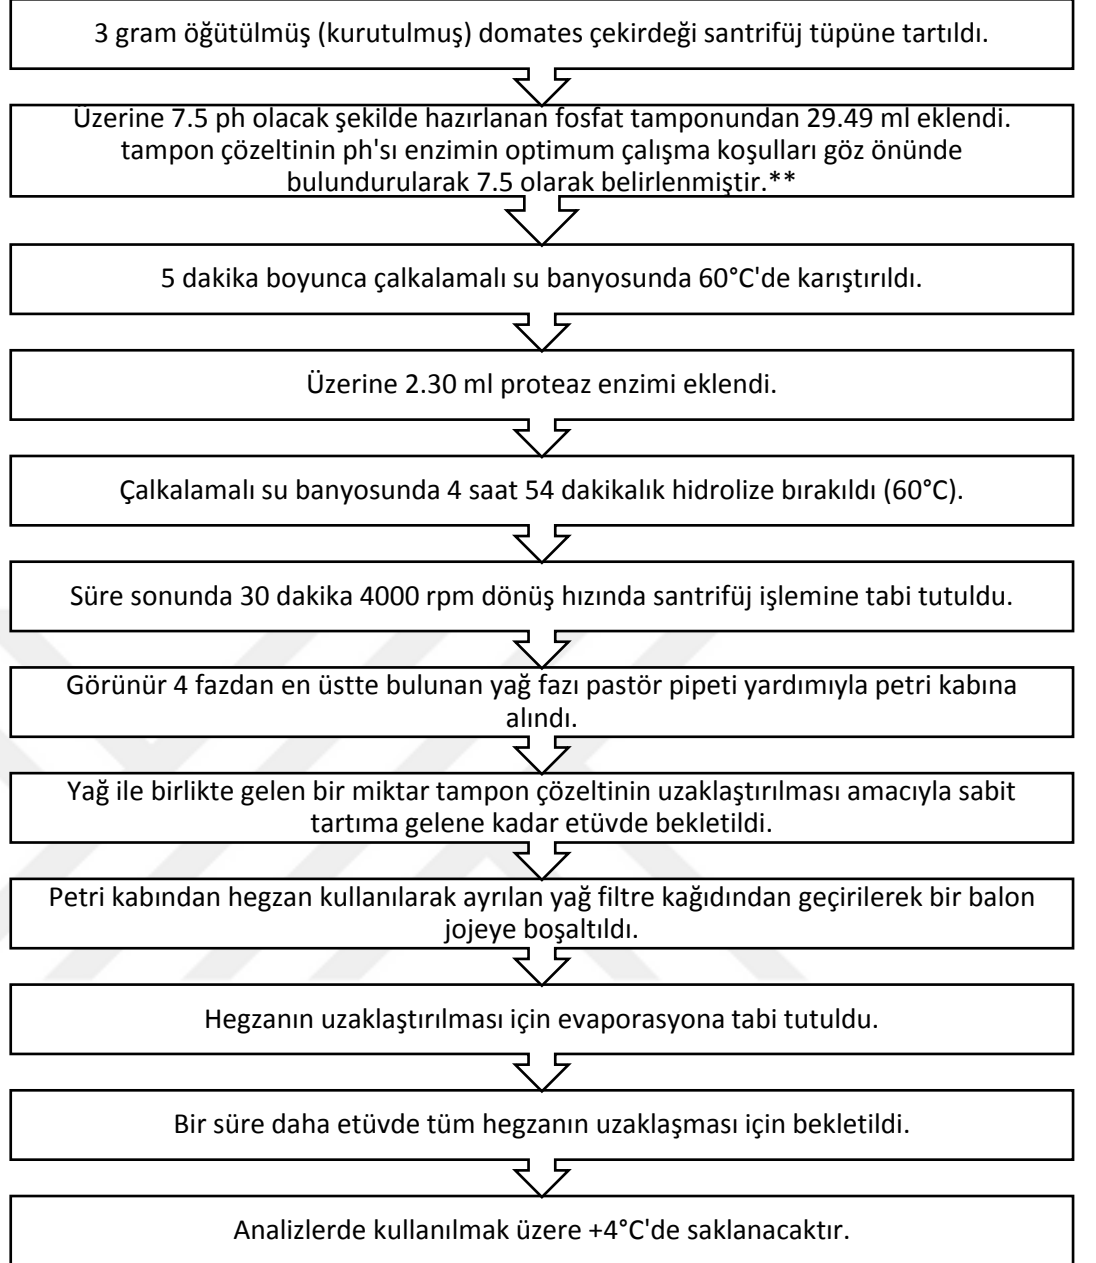 3 gram öğütülmüş (kurutulmuş) domates çekirdeği santrifüj tüpüne tartıldı.
Üzerine 7.5 ph olacak şekilde hazırlanan fosfat tamponundan 29.49 ml eklendi.
tampon çözeltinin ph'sı enzimin optimum çalışma koşulları göz önünde
bulundurularak 7.5 olarak belirlenmiştir.**
5 dakika boyunca çalkalamalı su banyosunda 60°C'de karıştırıldı.
Üzerine 2.30 ml proteaz enzimi eklendi.
Çalkalamalı su banyosunda 4 saat 54 dakikalık hidrolize bırakıldı (60°C).
Süre sonunda 30 dakika 4000 rpm dönüş hızında santrifüj işlemine tabi tutuldu.
Görünür 4 fazdan en üstte bulunan yağ fazı pastör pipeti yardımıyla petri kabına
alındı.
Yağ ile birlikte gelen bir miktar tampon çözeltinin uzaklaştırılması amacıyla sabit
tartıma gelene kadar etüvde bekletildi.
Petri kabından hegzan kullanılarak ayrılan yağ filtre kağıdından geçirilerek bir balon
jojeye boşaltıldı.
Hegzanın uzaklaştırılması için evaporasyona tabi tutuldu.
Bir süre daha etüvde tüm hegzanın uzaklaşması için bekletildi.
Analizlerde kullanılmak üzere +4°C'de saklanacaktır.